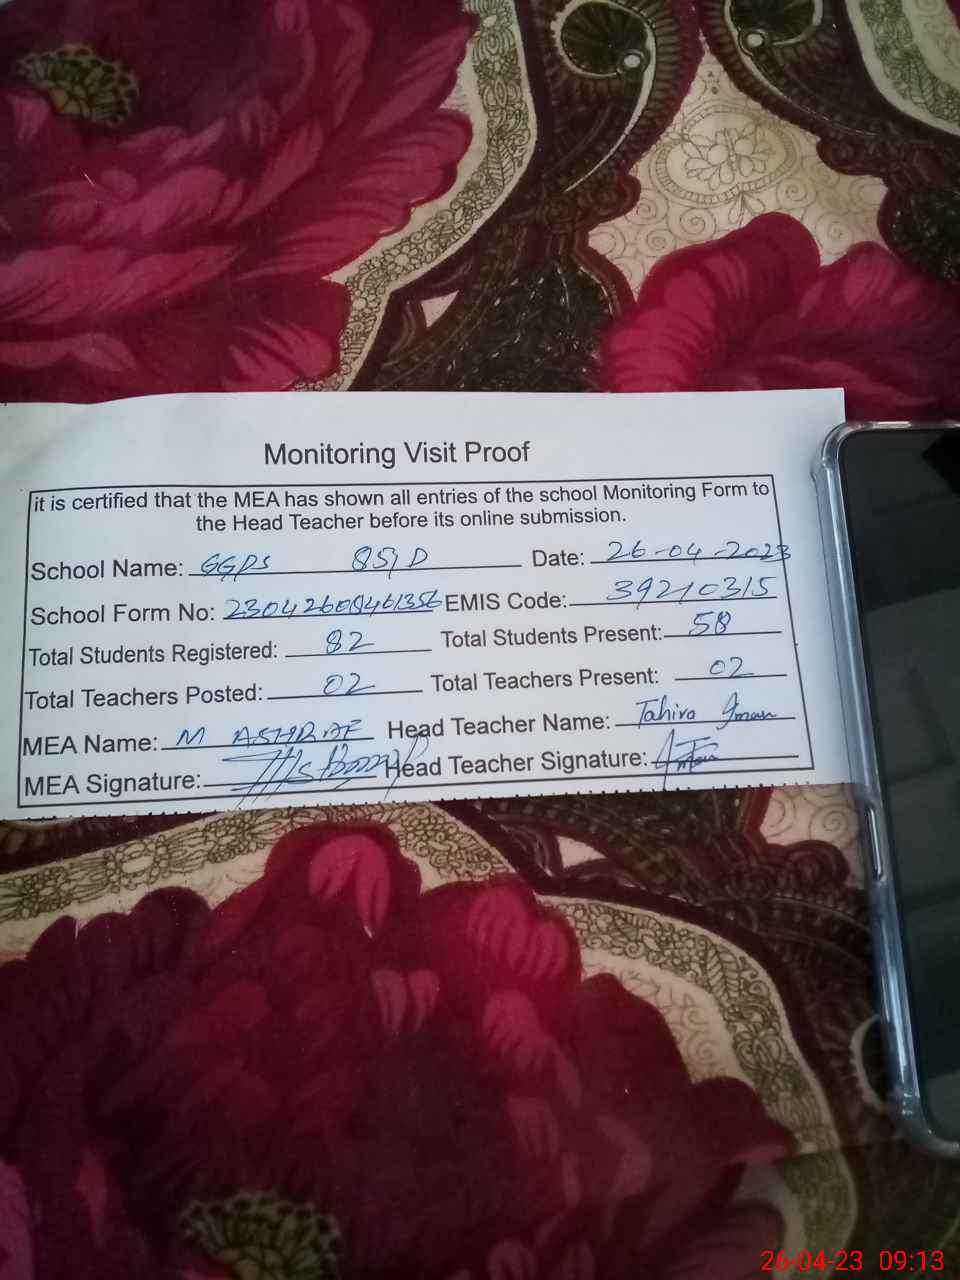 Monitoring Visit Proof
it is certified that the MEA has shown all entries of the school Monitoring Form to
the Head Teacher before its online submission.
School Name: GGPS 85/D Date: 26-04-2023
School Form No: EMIS Code: 39210315
Total Students Registered: 82 Total Students Present: 58
Total Teachers Posted: 02 Total Teachers Present: 02
MEA Name: M ASHRAF Head Teacher Name: Tahira Iman
MEA Signature: Head Teacher Signature:
26-04-23 09:13